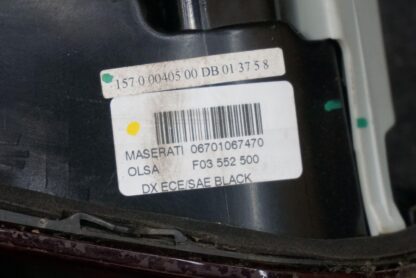 157 0 00405 00 DB 01 37 5 8
MASERATI 06701067470
OLSA F03 552 500
DX ECE/SAE BLACK